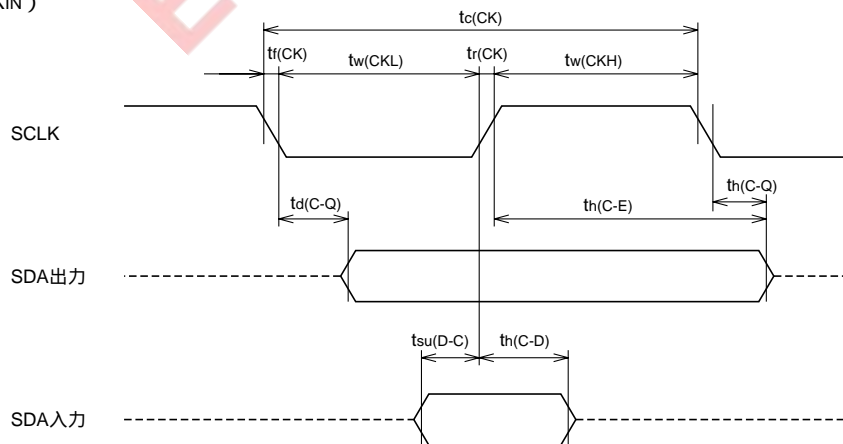 XIN )
tc(CK)
tf(CK) tw(CKL) tr(CK) tw(CKH)
SCLK
td(C-Q) th(C-E) th(C-Q)
SDA出力
tsu(D-C) th(C-D)
SDA入力